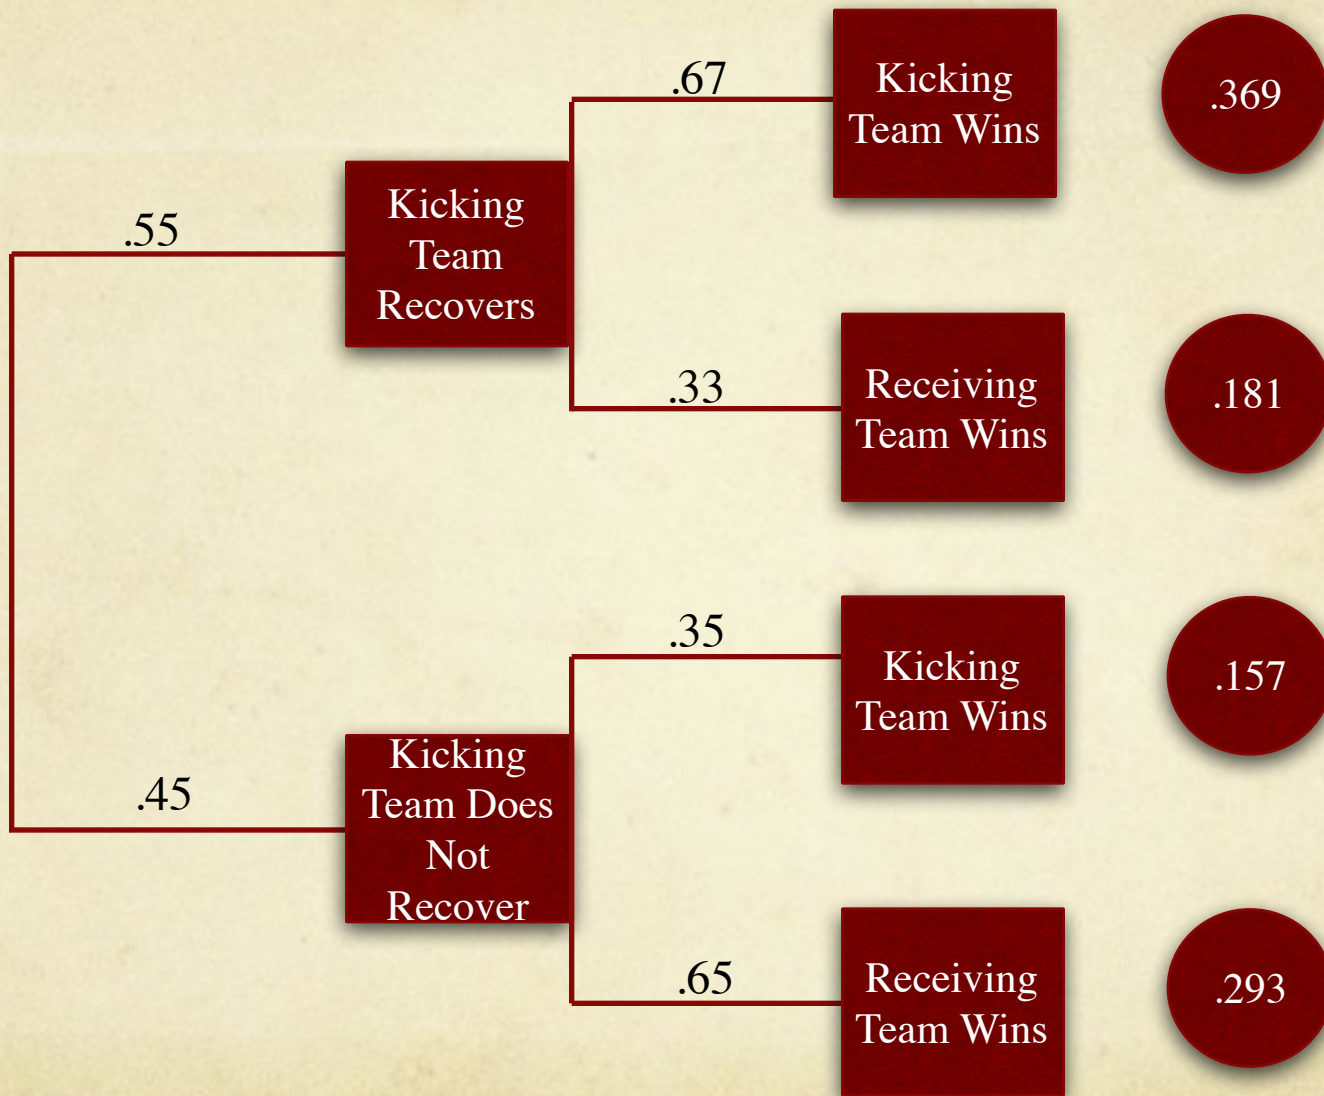 .67
Kicking
Team Wins
.369
.55
Kicking
Team
Recovers
.33
Receiving
Team Wins
.181
.35
Kicking
Team Wins
.157
.45
Kicking
Team Does
Not
Recover
.65
Receiving
Team Wins
.293